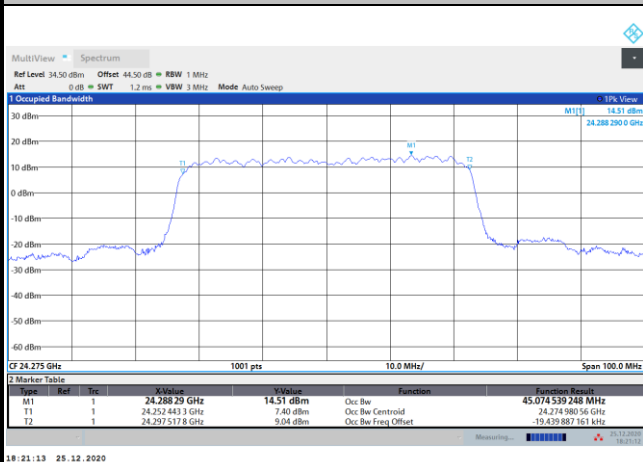 MultiView Spectrum
Ref Level 34.50 dBm Offset 44.50 dB RBW 1 MHz
Att 0 dB SWT 1.2 ms VBW 3 MHz Mode Auto Sweep
1 Occupied Bandwidth 1Pk View
M1[1] 14.51 dBm
24.288 290 0 GHz
30 dBm
20 dBm
M1
T1
T2
10 dBm
0 dBm
-10 dBm
-20 dBm
-30 dBm
-40 dBm
-50 dBm
-60 dBm
CF 24.275 GHz 1001 pts 10.0 MHz/ Span 100.0 MHz
2 Marker Table
Type Ref Trc X-Value Y-Value Function Function Result
M1 1 24.288 29 GHz 14.51 dBm Occ Bw 45.074 539 248 MHz
T1 1 24.252 443 3 GHz 7.40 dBm Occ Bw Centroid 24.274 980 56 GHz
T2 1 24.297 517 8 GHz 9.04 dBm Occ Bw Freq Offset -19.439 887 161 kHz
Measuring... 25.12.2020
18:21:12
18:21:13 25.12.2020